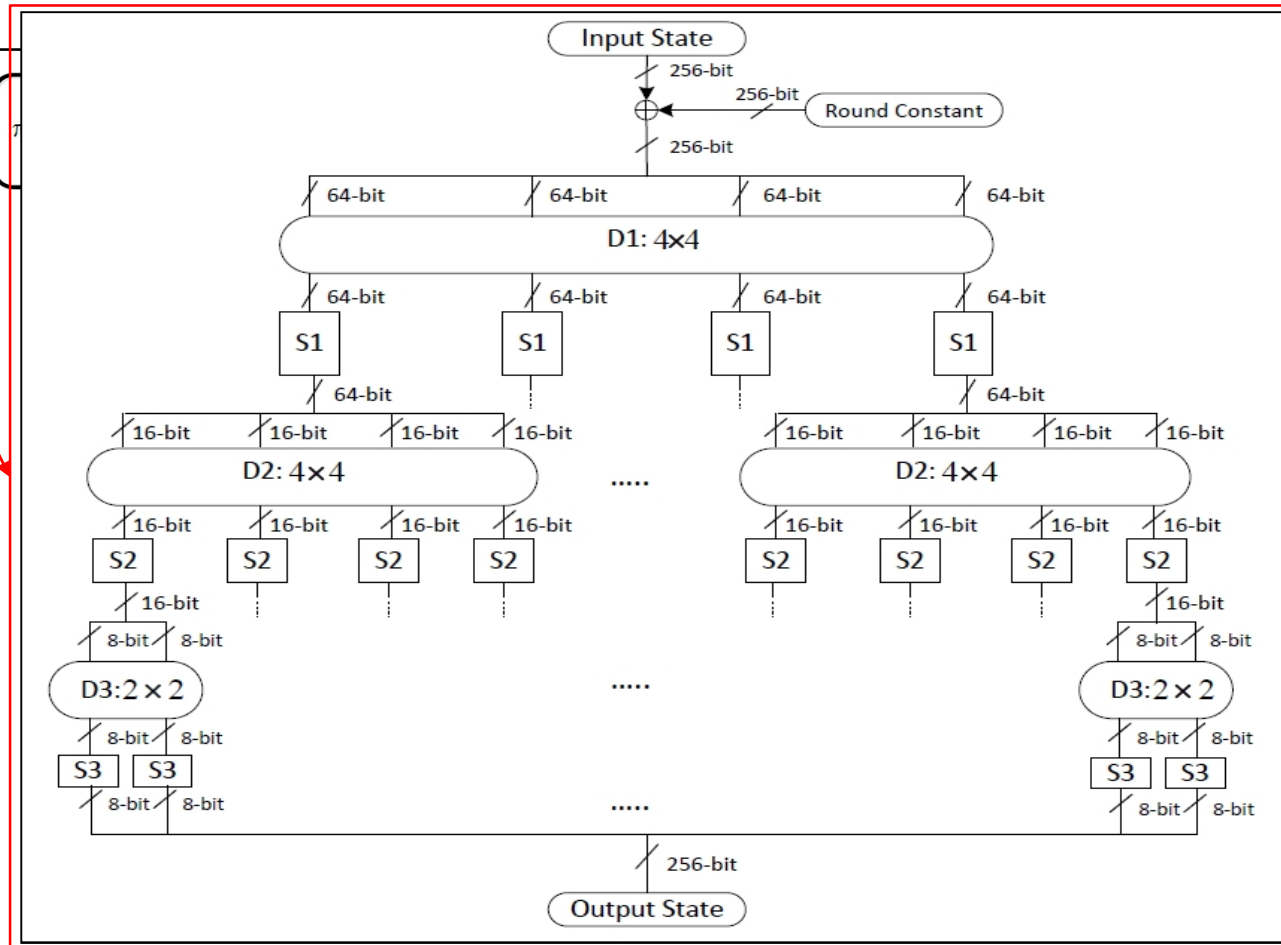 Input State
256-bit
256-bit
Round Constant
π
256-bit
64-bit 64-bit 64-bit 64-bit
D1: 4×4
64-bit 64-bit 64-bit 64-bit
S1 S1 S1 S1
64-bit 64-bit
16-bit 16-bit 16-bit 16-bit 16-bit 16-bit 16-bit 16-bit
D2: 4×4 ..... D2: 4×4
16-bit 16-bit 16-bit 16-bit 16-bit 16-bit 16-bit 16-bit
S2 S2 S2 S2 S2 S2 S2 S2
16-bit 16-bit
8-bit 8-bit 8-bit 8-bit
D3:2 × 2 ..... D3:2 × 2
8-bit 8-bit 8-bit 8-bit
S3 S3 S3 S3
8-bit 8-bit ..... 8-bit 8-bit
256-bit
Output State